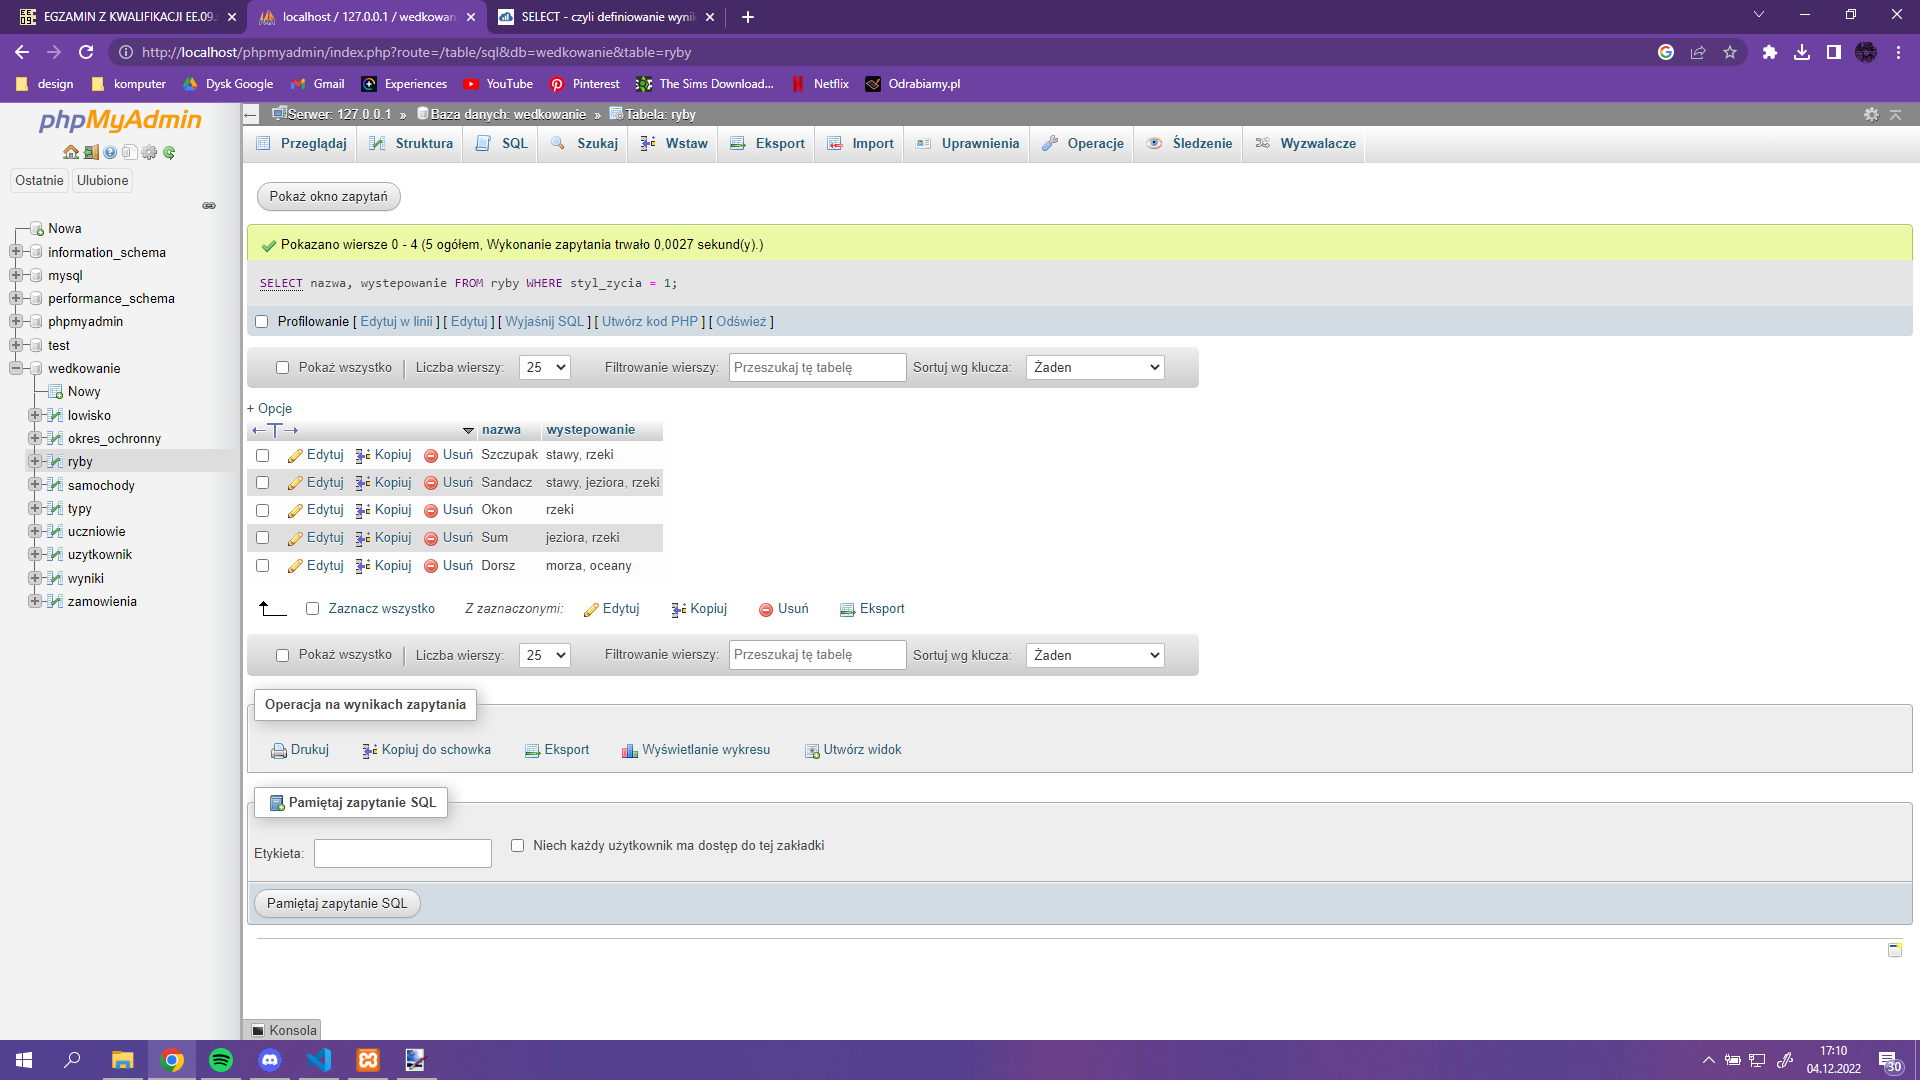 EGZAMIN Z KWALIFIKACJI EE.09.
localhost / 127.0.0.1 / wedkowan
SELECT - czyli definiowanie wynik
http://localhost/phpmyadmin/index.php?route=/table/sql&db=wedkowanie&table=ryby
design
komputer
Dysk Google
Gmail
Experiences
YouTube
Pinterest
The Sims Download...
Netflix
Odrabiamy.pl
phpMyAdmin
Ostatnie
Ulubione
Nowa
information_schema
mysql
performance_schema
phpmyadmin
test
wedkowanie
Nowy
lowisko
okres_ochronny
ryby
samochody
typy
uczniowie
uzytkownik
wyniki
zamowienia
Serwer: 127.0.0.1 » Baza danych: wedkowanie » Tabela: ryby
Przeglądaj
Struktura
SQL
Szukaj
Wstaw
Eksport
Import
Uprawnienia
Operacje
Śledzenie
Wyzwalacze
Pokaż okno zapytań
Pokazano wiersze 0 - 4 (5 ogółem, Wykonanie zapytania trwało 0,0027 sekund(y).)
SELECT nazwa, wystepowanie FROM ryby WHERE styl_zycia = 1;
Profilowanie [ Edytuj w linii ] [ Edytuj ] [ Wyjaśnij SQL ] [ Utwórz kod PHP ] [ Odśwież ]
Pokaż wszystko | Liczba wierszy: 25 Filtrowanie wierszy: Przeszukaj tę tabelę Sortuj wg klucza: Żaden
+ Opcje
←T→ nazwa wystepowanie
Edytuj Kopiuj Usuń Szczupak stawy, rzeki
Edytuj Kopiuj Usuń Sandacz stawy, jeziora, rzeki
Edytuj Kopiuj Usuń Okon rzeki
Edytuj Kopiuj Usuń Sum jeziora, rzeki
Edytuj Kopiuj Usuń Dorsz morza, oceany
Zaznacz wszystko Z zaznaczonymi: Edytuj Kopiuj Usuń Eksport
Pokaż wszystko | Liczba wierszy: 25 Filtrowanie wierszy: Przeszukaj tę tabelę Sortuj wg klucza: Żaden
Operacja na wynikach zapytania
Drukuj Kopiuj do schowka Eksport Wyświetlanie wykresu Utwórz widok
Pamiętaj zapytanie SQL
Etykieta: Niech każdy użytkownik ma dostęp do tej zakładki
Pamiętaj zapytanie SQL
Konsola
17:10
04.12.2022
30